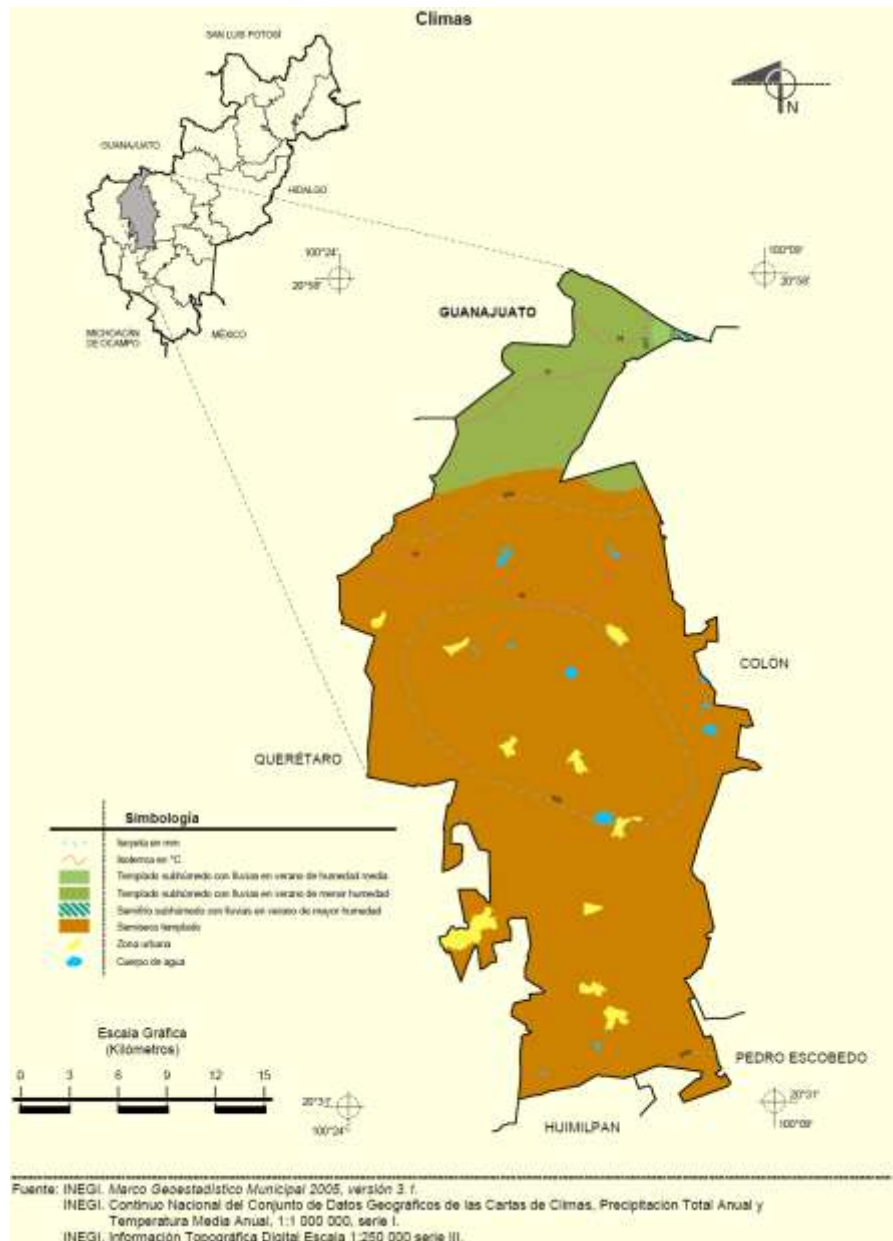 Climas
SAN LUIS POTOSÍ
GUANAJUATO
HIDALGO
MICHOACÁN
DE OCAMPO
MÉXICO
N
100°24'
20°58'
100°09'
20°58'
GUANAJUATO
COLÓN
QUERÉTARO
Simbología
Isoyeta en mm
Isoterma en °C
Templado subhúmedo con lluvias en verano de humedad media
Templado subhúmedo con lluvias en verano de menor humedad
Semifrío subhúmedo con lluvias en verano de mayor humedad
Semiseco templado
Zona urbana
Cuerpo de agua
Escala Gráfica
(Kilómetros)
0 3 6 9 12 15
20°31'
100°24'
PEDRO ESCOBEDO
20°31'
100°09'
HUIMILPAN
Fuente: INEGI. Marco Geoestadístico Municipal 2005, versión 3.1.
INEGI. Continuo Nacional del Conjunto de Datos Geográficos de las Cartas de Climas, Precipitación Total Anual y
Temperatura Media Anual, 1:1 000 000, serie I.
INEGI. Información Topográfica Digital Escala 1:250 000 serie III.